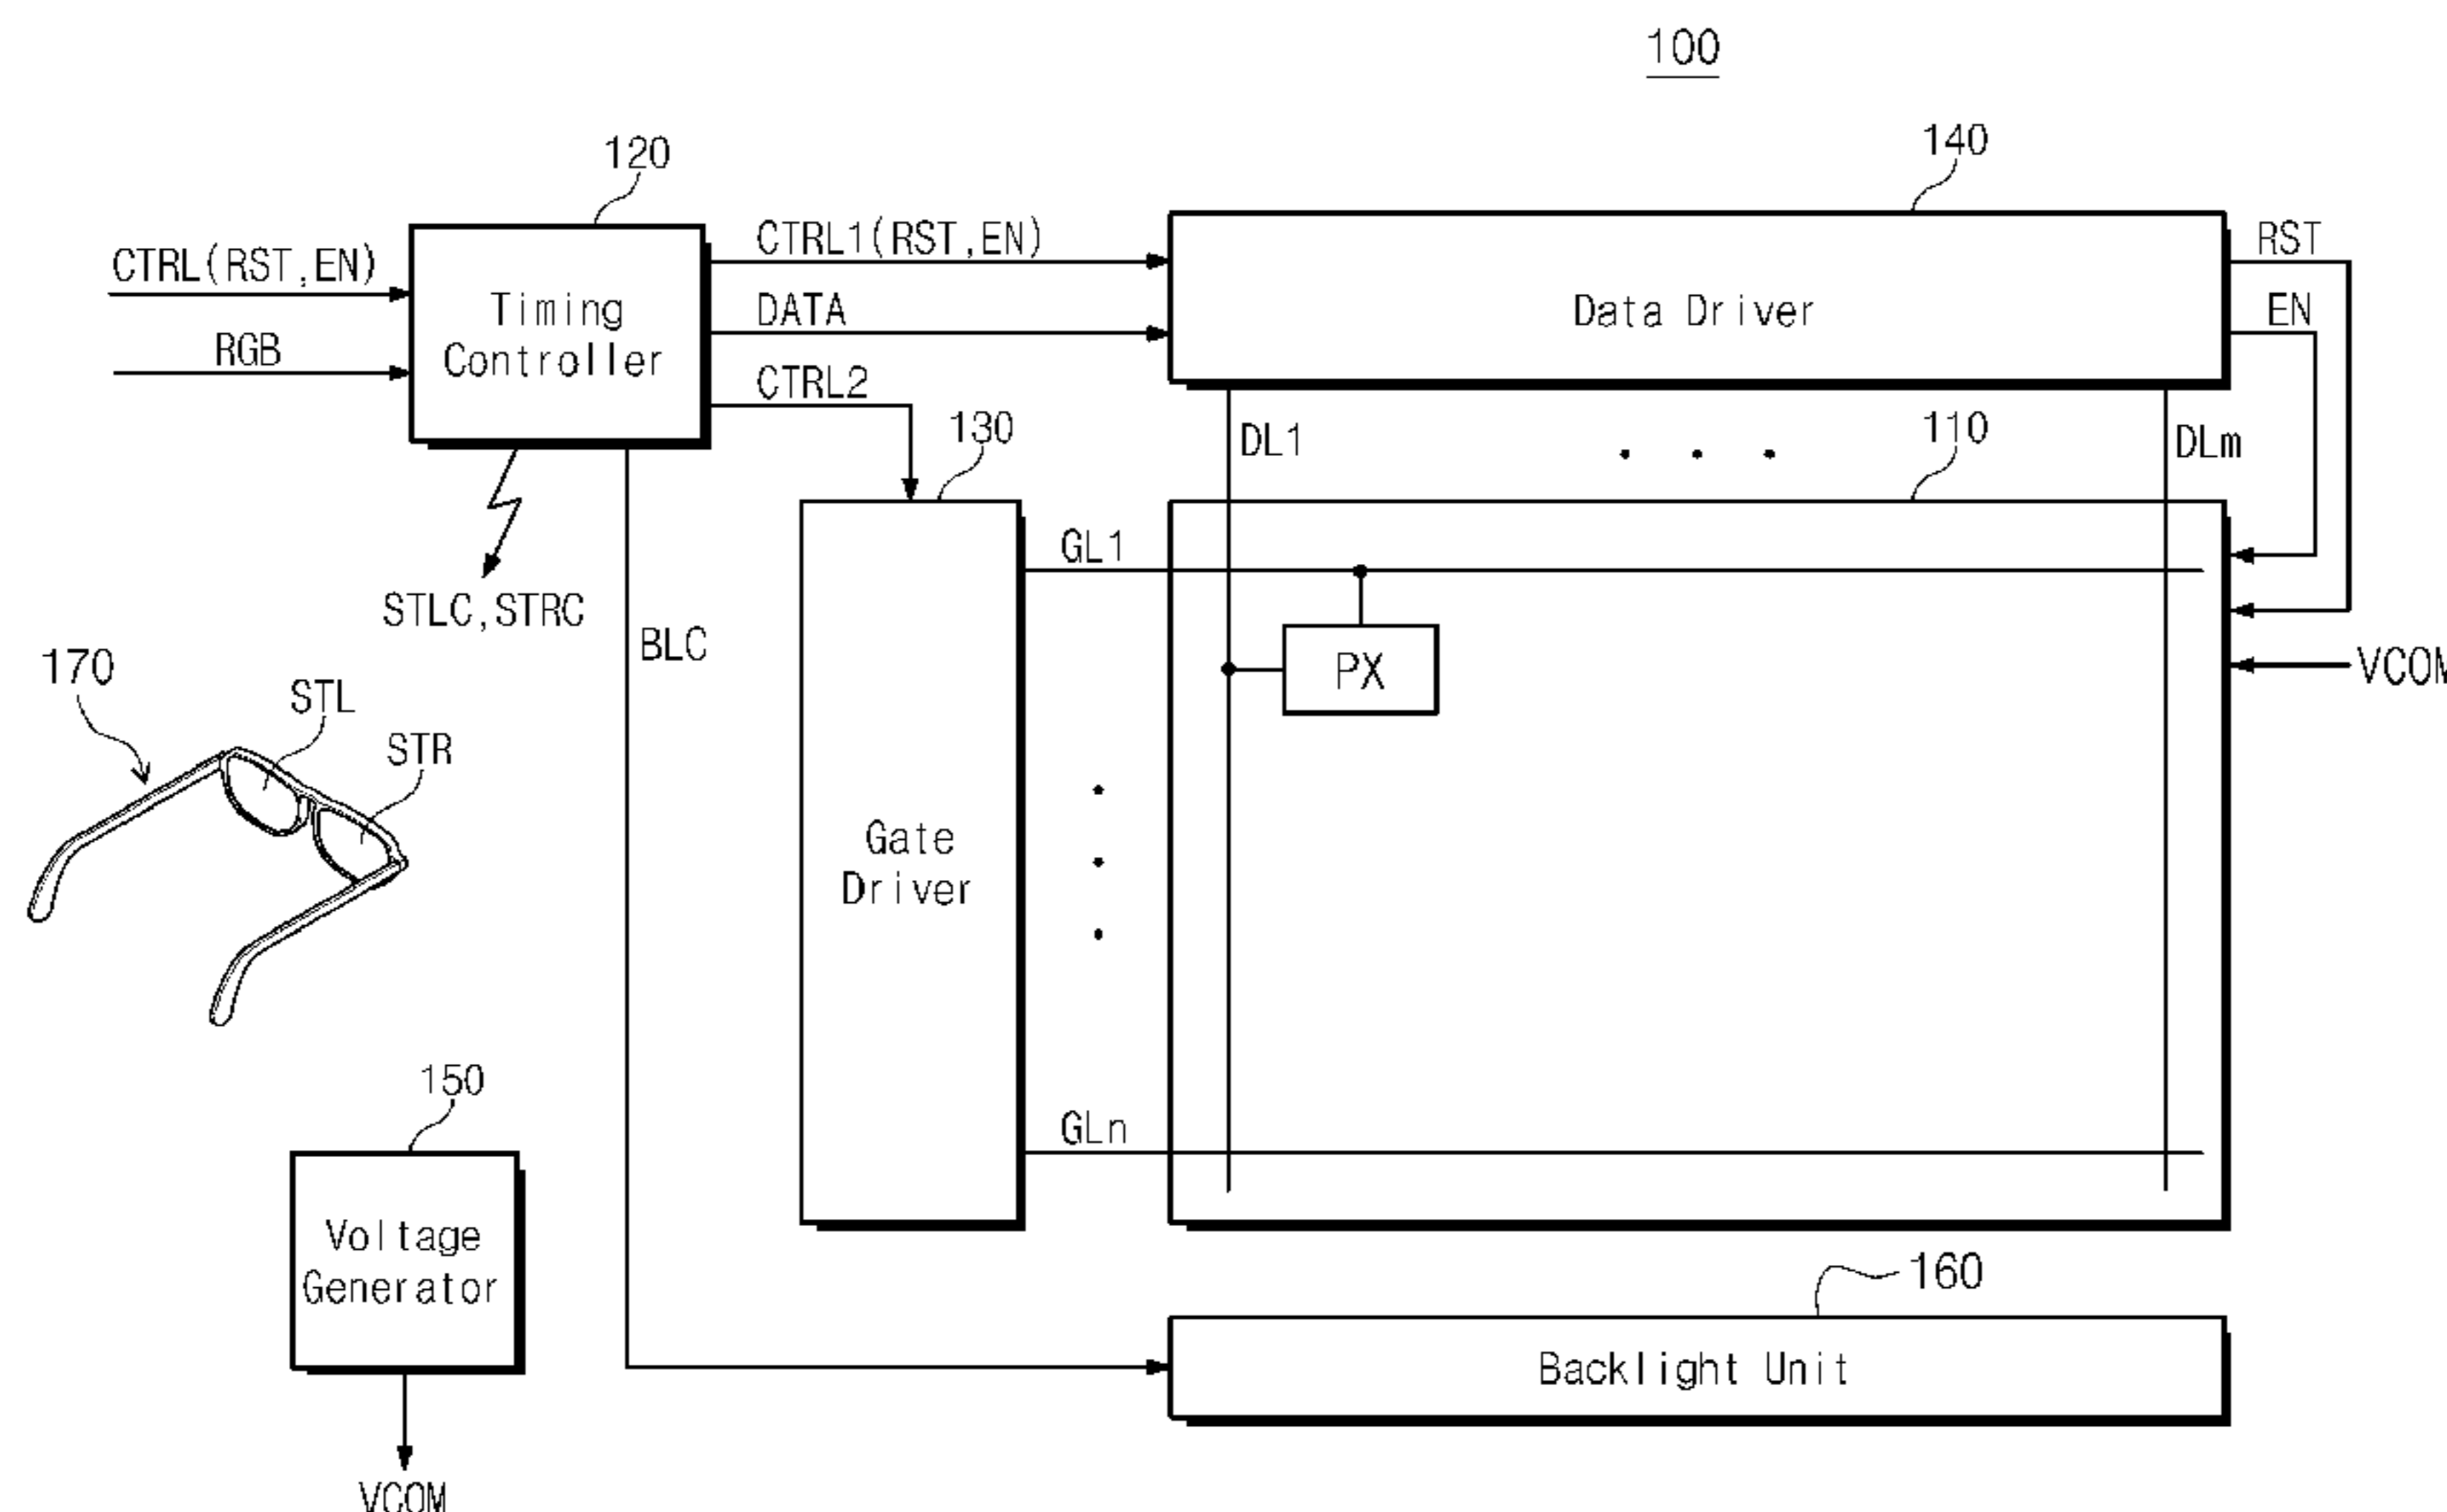 100
120
140
CTRL(RST,EN)
RGB
Timing
Controller
CTRL1(RST,EN)
DATA
CTRL2
Data Driver
RST
EN
130
DL1
110
DLm
STLC,STRC
BLC
GL1
PX
VCOM
170
STL
STR
Gate
Driver
GLn
150
Voltage
Generator
160
Backlight Unit
VCOM